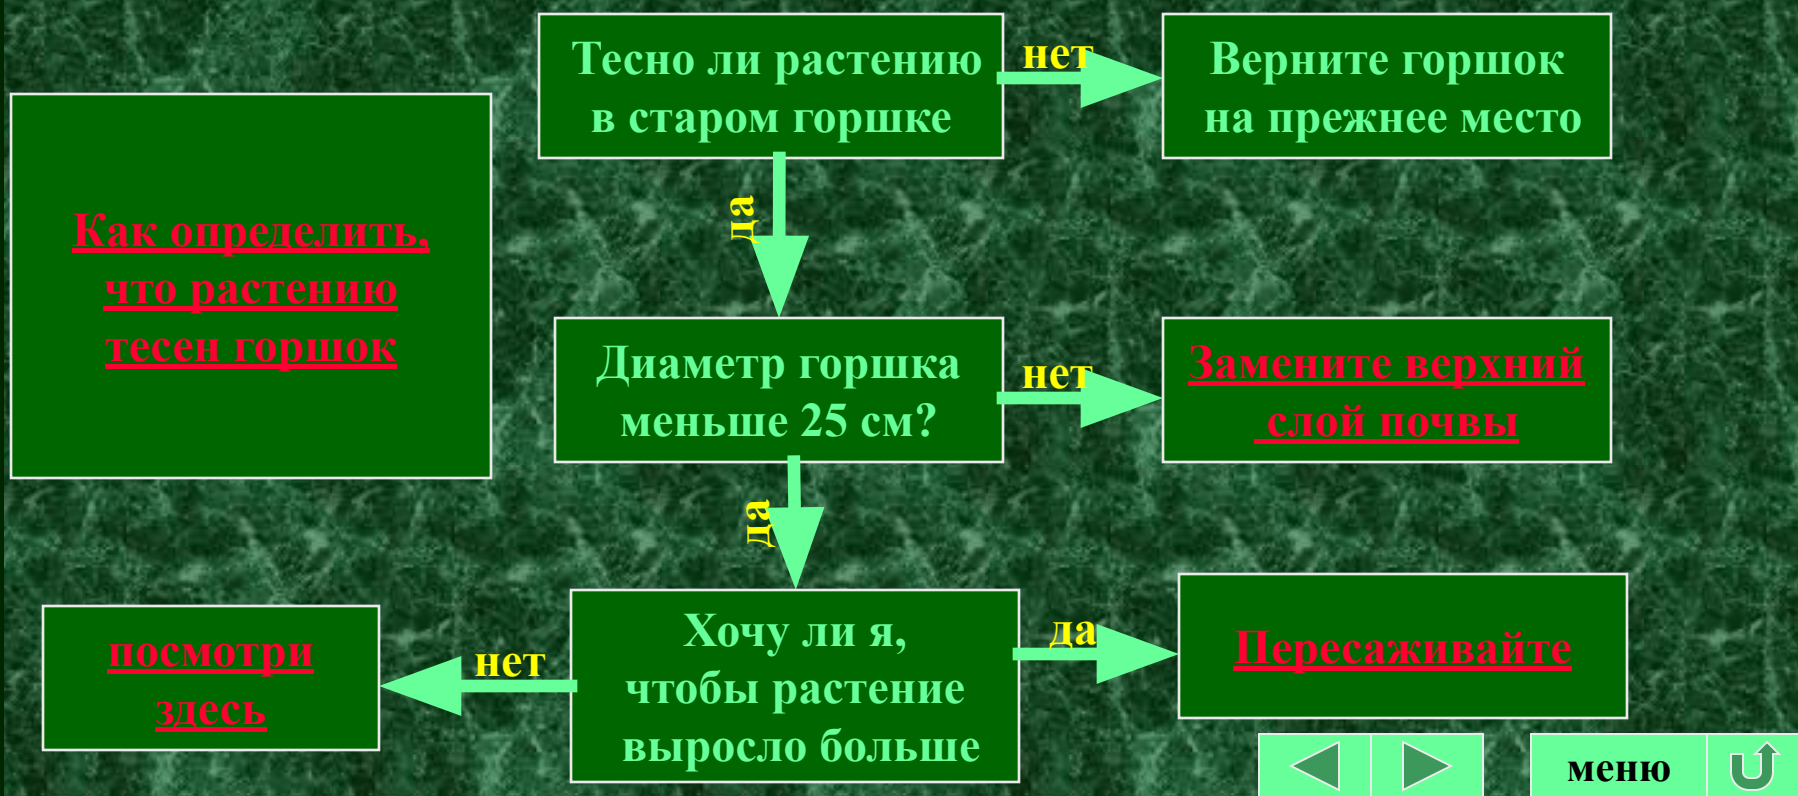 Тесно ли растению
в старом горшке
нет
Верните горшок
на прежнее место
Как определить,
что растению
тесен горшок
да
Диаметр горшка
меньше 25 см?
нет
Замените верхний
слой почвы
да
Хочу ли я,
чтобы растение
выросло больше
да
Пересаживайте
нет
посмотри
здесь
меню